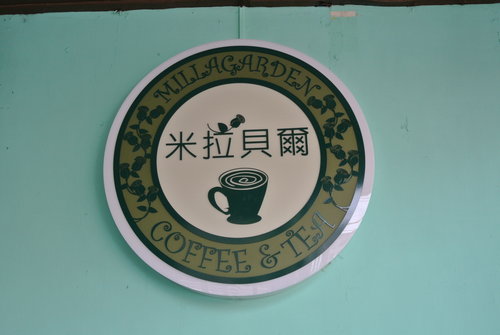 MILLAGARDEN
米拉貝爾
COFFEE & TEA